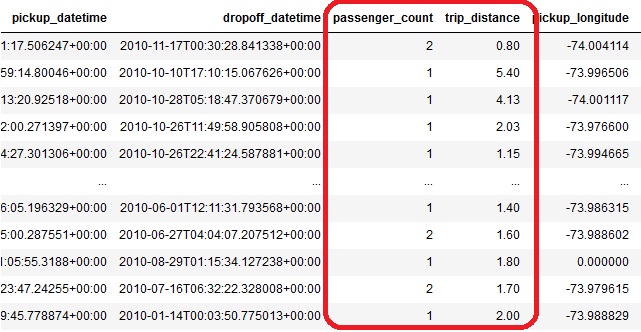 pickup_datetime dropoff_datetime passenger_count trip_distance pickup_longitude
1:17.506247+00:00 2010-11-17T00:30:28.841338+00:00 2 0.80 -74.004114
59:14.80046+00:00 2010-10-10T17:10:15.067626+00:00 1 5.40 -73.996506
13:20.92518+00:00 2010-10-28T05:18:47.370679+00:00 1 4.13 -74.001117
2:00.271397+00:00 2010-10-26T11:49:58.905808+00:00 1 2.03 -73.976600
4:27.301306+00:00 2010-10-26T22:41:24.587881+00:00 1 1.15 -73.994665
... ... ... ... ...
6:05.196329+00:00 2010-06-01T12:11:31.793568+00:00 1 1.40 -73.986315
5:00.287551+00:00 2010-06-27T04:04:07.207512+00:00 2 1.60 -73.988602
1:05:55.3188+00:00 2010-08-29T01:15:34.127238+00:00 1 1.80 0.000000
23:47.24255+00:00 2010-07-16T06:32:22.328008+00:00 2 1.70 -73.979615
9:45.778874+00:00 2010-01-14T00:03:50.775013+00:00 1 2.00 -73.988829